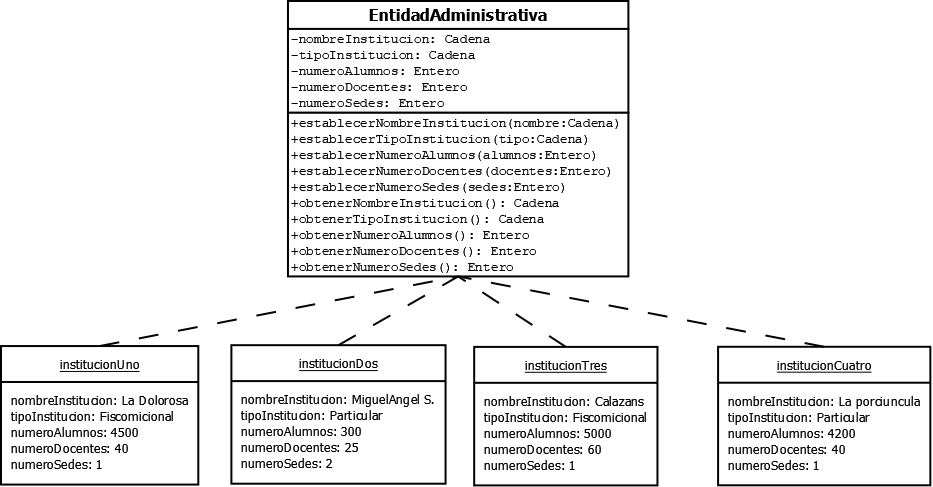 EntidadAdministrativa
-nombreInstitucion: Cadena
-tipoInstitucion: Cadena
-numeroAlumnos: Entero
-numeroDocentes: Entero
-numeroSedes: Entero
+establecerNombreInstitucion(nombre:Cadena)
+establecerTipoInstitucion(tipo:Cadena)
+establecerNumeroAlumnos(alumnos:Entero)
+establecerNumeroDocentes(docentes:Entero)
+establecerNumeroSedes(sedes:Entero)
+obtenerNombreInstitucion(): Cadena
+obtenerTipoInstitucion(): Cadena
+obtenerNumeroAlumnos(): Entero
+obtenerNumeroDocentes(): Entero
+obtenerNumeroSedes(): Entero
institucionUno
nombreInstitucion: La Dolorosa
tipoInstitucion: Fiscomicional
numeroAlumnos: 4500
numeroDocentes: 40
numeroSedes: 1
institucionDos
nombreInstitucion: MiguelAngel S.
tipoInstitucion: Particular
numeroAlumnos: 300
numeroDocentes: 25
numeroSedes: 2
institucionTres
nombreInstitucion: Calazans
tipoInstitucion: Fiscomicional
numeroAlumnos: 5000
numeroDocentes: 60
numeroSedes: 1
institucionCuatro
nombreInstitucion: La porciuncula
tipoInstitucion: Particular
numeroAlumnos: 4200
numeroDocentes: 40
numeroSedes: 1